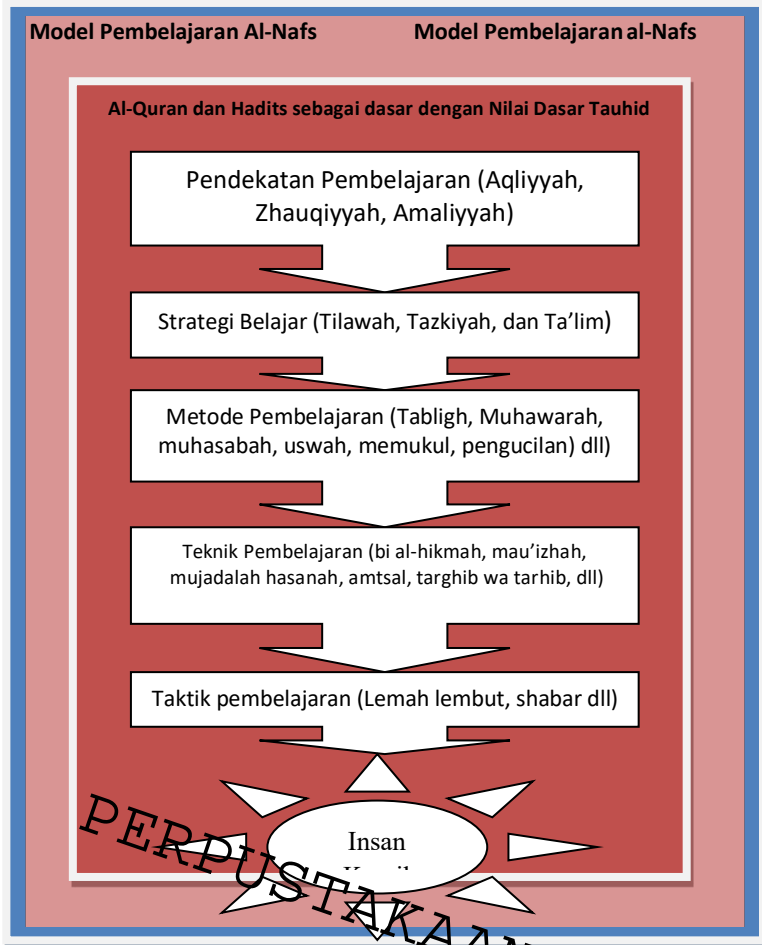 Model Pembelajaran Al-Nafs Model Pembelajaran al-Nafs
Al-Quran dan Hadits sebagai dasar dengan Nilai Dasar Tauhid
Pendekatan Pembelajaran (Aqliyyah,
Zhauqiyyah, Amaliyyah)
Strategi Belajar (Tilawah, Tazkiyah, dan Ta’lim)
Metode Pembelajaran (Tabligh, Muhawarah,
muhasabah, uswah, memukul, pengucilan) dll)
Teknik Pembelajaran (bi al-hikmah, mau’izhah,
mujadalah hasanah, amtsal, targhib wa tarhib, dll)
Taktik pembelajaran (Lemah lembut, shabar dll)
Insan
PERPUSTAKAAN